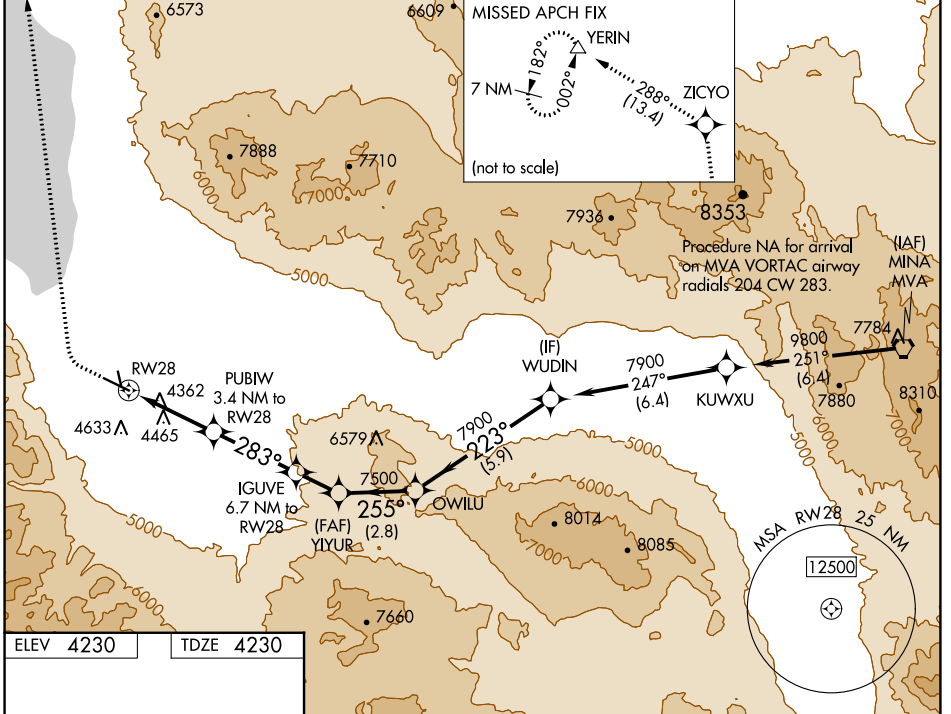 6573
6609
MISSED APCH FIX
YERIN
182°
002°
7 NM
288°
(13.4)
ZICYO
(not to scale)
7888
6000
7710
7000
7936
8353
Procedure NA for arrival
on MVA VORTAC airway
radials 204 CW 283.
(IAF)
MINA
MVA
5000
7784
9800
251°
(6.4)
7880
8310
(IF)
WUDIN
7900
247°
(6.4)
KUWXU
RW28
4362
4633
4465
PUBIW
3.4 NM to
RW28
283°
6579
7900
223°
(5.9)
5000
6000
IGUVE
6.7 NM to
RW28
7500
255°
(2.8)
OWILU
(FAF)
YIYUR
5000
8014
7000
8085
MSA RW28 25 NM
12500
5000
6000
6000
7660
ELEV 4230
TDZE 4230